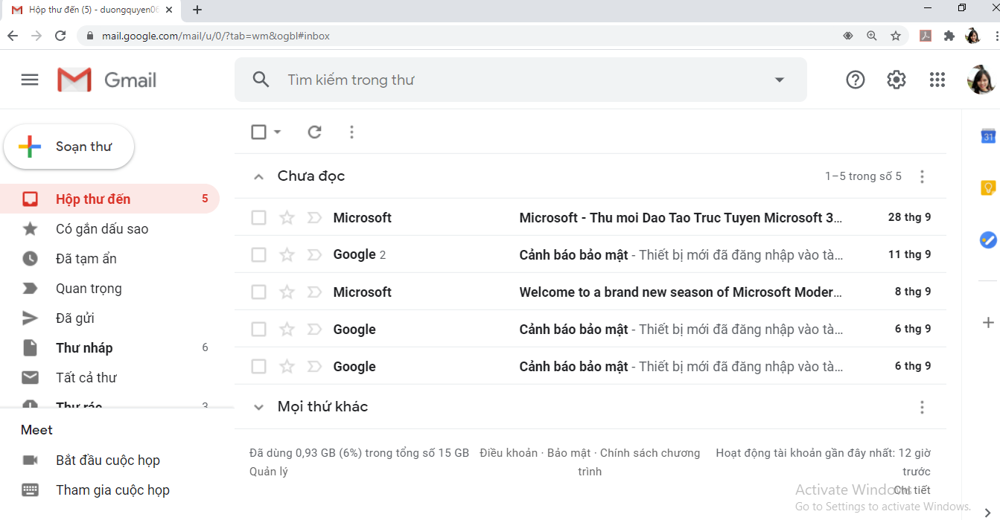 Hộp thư đến (5) - duongquyen06
mail.google.com/mail/u/0/?tab=wm&ogbl#inbox
Gmail
Tìm kiếm trong thư
Soạn thư
Hộp thư đến 5
Có gắn dấu sao
Đã tạm ẩn
Quan trọng
Đã gửi
Thư nháp 6
Tất cả thư
Thư rác 3
Meet
Bắt đầu cuộc họp
Tham gia cuộc họp
Chưa đọc 1–5 trong số 5
Microsoft Microsoft - Thu moi Dao Tao Truc Tuyen Microsoft 3… 28 thg 9
Google 2 Cảnh báo bảo mật - Thiết bị mới đã đăng nhập vào tà… 11 thg 9
Microsoft Welcome to a brand new season of Microsoft Moder… 8 thg 9
Google Cảnh báo bảo mật - Thiết bị mới đã đăng nhập vào tà… 6 thg 9
Google Cảnh báo bảo mật - Thiết bị mới đã đăng nhập vào tà… 6 thg 9
Mọi thứ khác
Đã dùng 0,93 GB (6%) trong tổng số 15 GB
Quản lý
Điều khoản · Bảo mật · Chính sách chương
trình
Hoạt động tài khoản gần đây nhất: 12 giờ
trước
Chi tiết
31
Activate Windows
Go to Settings to activate Windows.